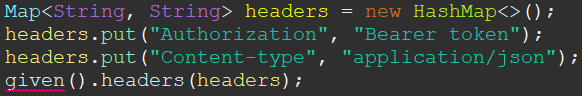 Map<String, String> headers = new HashMap<>();
headers.put("Authorization", "Bearer token");
headers.put("Content-type", "application/json");
given().headers(headers);